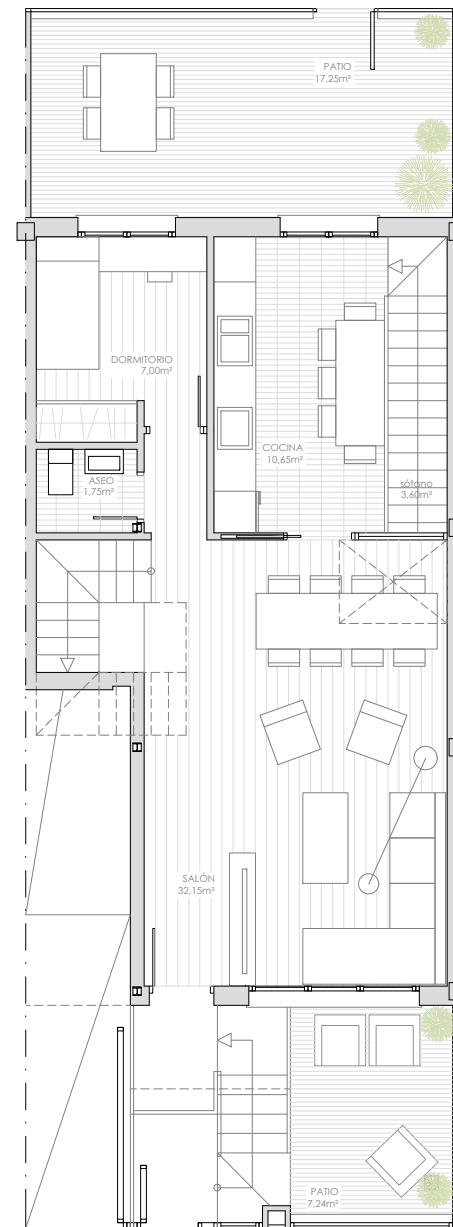 PATIO
17,25m²
DORMITORIO
7,00m²
COCINA
10,65m²
ASEO
1,75m²
sótano
3,60m²
SALÓN
32,15m²
PATIO
7,24m²